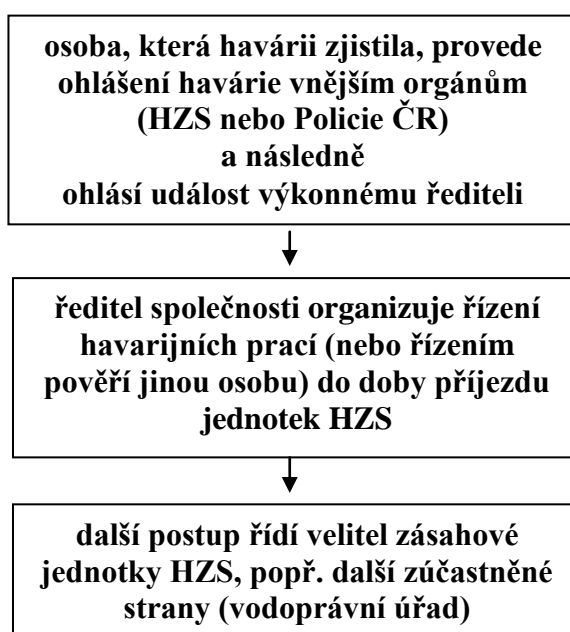 osoba, která havárii zjistila, provede
ohlášení havárie vnějším orgánům
(HZS nebo Policie ČR)
a následně
ohlásí událost výkonnému řediteli
ředitel společnosti organizuje řízení
havarijních prací (nebo řízením
pověří jinou osobu) do doby příjezdu
jednotek HZS
další postup řídí velitel zásahové
jednotky HZS, popř. další zúčastněné
strany (vodoprávní úřad)